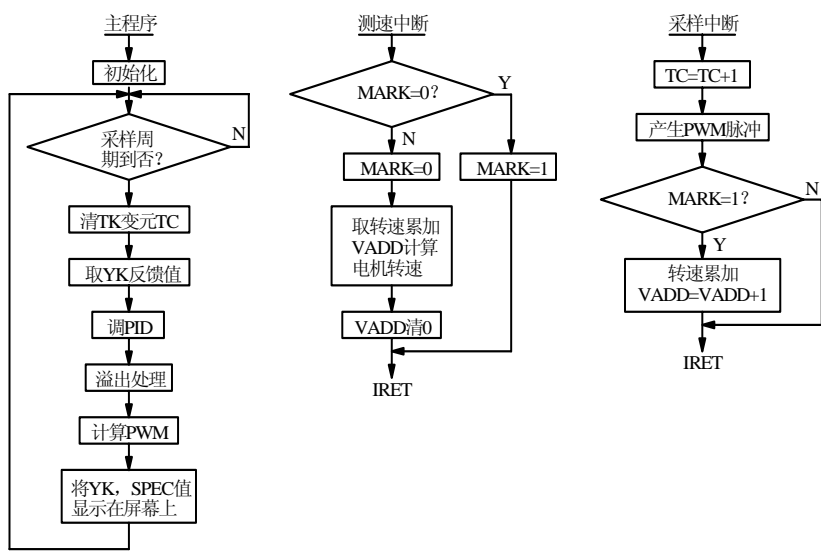 主程序
初始化
采样周
期到否?
N
清TK变元TC
取YK反馈值
调PID
溢出处理
计算PWM
将YK，SPEC值
显示在屏幕上
测速中断
MARK=0?
Y
N
MARK=0
MARK=1
取转速累加
VADD计算
电机转速
VADD清0
IRET
采样中断
TC=TC+1
产生PWM脉冲
MARK=1?
N
Y
转速累加
VADD=VADD+1
IRET